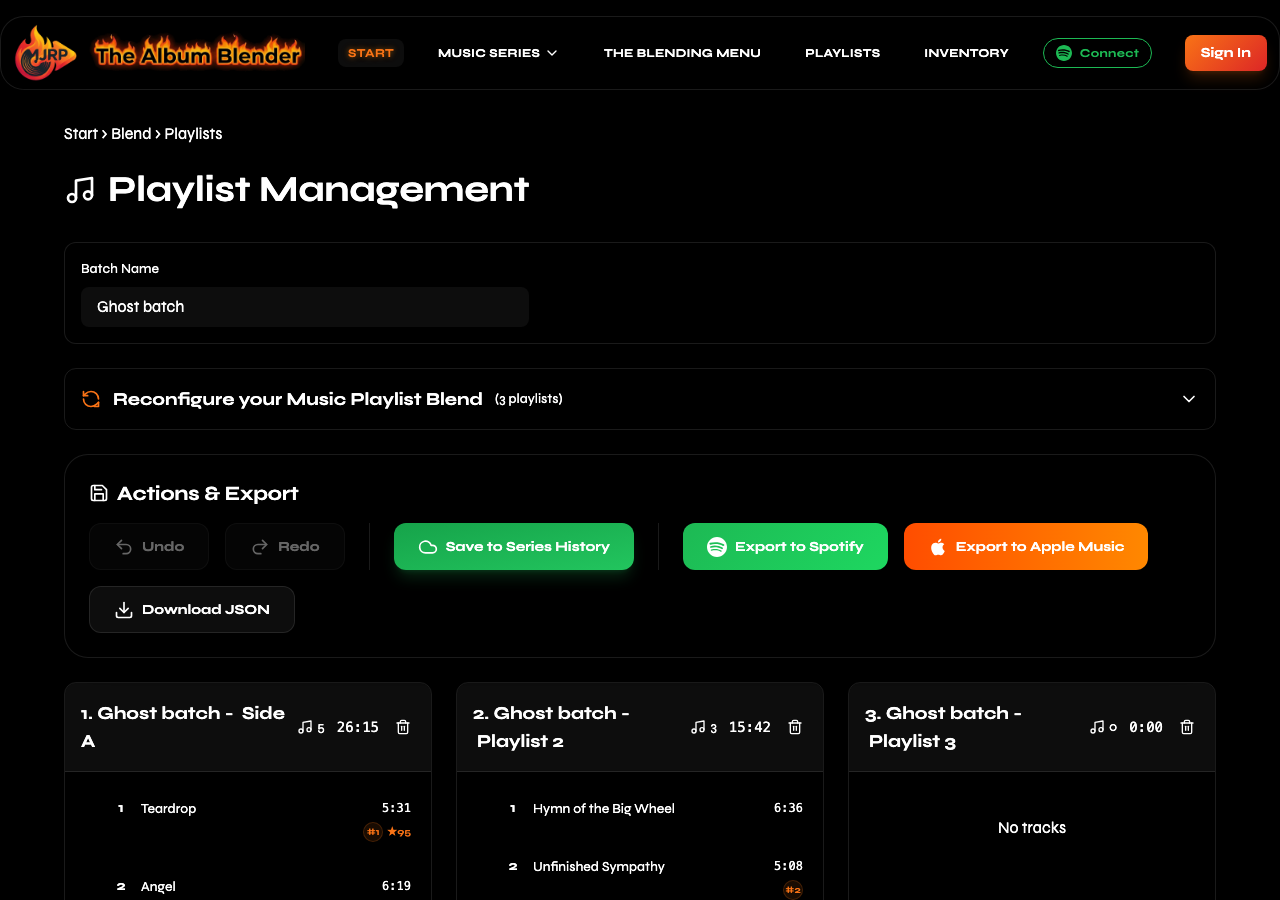 JRP The Album Blender START MUSIC SERIES THE BLENDING MENU PLAYLISTS INVENTORY Connect Sign In
Start › Blend › Playlists
Playlist Management
Batch Name
Ghost batch
Reconfigure your Music Playlist Blend (3 playlists)
Actions & Export
Undo Redo Save to Series History Export to Spotify Export to Apple Music
Download JSON
1. Ghost batch - Side
A
5 26:15
1 Teardrop 5:31
#1 ★95
2 Angel 6:19
2. Ghost batch -
Playlist 2
3 15:42
1 Hymn of the Big Wheel 6:36
2 Unfinished Sympathy 5:08
#2
3. Ghost batch -
Playlist 3
0 0:00
No tracks